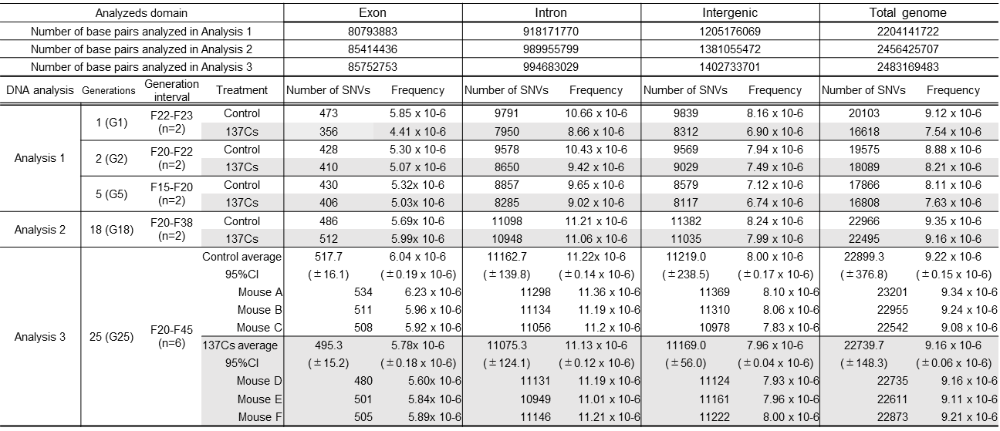 Analyzeds domain Exon Intron Intergenic Total genome
Number of base pairs analyzed in Analysis 1 80793883 918171770 1205176069 2204141722
Number of base pairs analyzed in Analysis 2 85414436 989955799 1381055472 2456425707
Number of base pairs analyzed in Analysis 3 85752753 994683029 1402733701 2483169483
DNA analysis Generations Generation interval Treatment Number of SNVs Frequency Number of SNVs Frequency Number of SNVs Frequency Number of SNVs Frequency
Analysis 1 1 (G1) F22-F23 (n=2) Control 473 5.85 x 10-6 9791 10.66 x 10-6 9839 8.16 x 10-6 20103 9.12 x 10-6
137Cs 356 4.41 x 10-6 7950 8.66 x 10-6 8312 6.90 x 10-6 16618 7.54 x 10-6
2 (G2) F20-F22 (n=2) Control 428 5.30 x 10-6 9578 10.43 x 10-6 9569 7.94 x 10-6 19575 8.88 x 10-6
137Cs 410 5.07 x 10-6 8650 9.42 x 10-6 9029 7.49 x 10-6 18089 8.21 x 10-6
5 (G5) F15-F20 (n=2) Control 430 5.32x 10-6 8857 9.65 x 10-6 8579 7.12 x 10-6 17866 8.11 x 10-6
137Cs 406 5.03x 10-6 8285 9.02 x 10-6 8117 6.74 x 10-6 16808 7.63 x 10-6
Analysis 2 18 (G18) F20-F38 (n=2) Control 486 5.69x 10-6 11098 11.21 x 10-6 11382 8.24 x 10-6 22966 9.35 x 10-6
137Cs 512 5.99x 10-6 10948 11.06 x 10-6 11035 7.99 x 10-6 22495 9.16 x 10-6
Analysis 3 25 (G25) F20-F45 (n=6) Control average 517.7 6.04 x 10-6 11162.7 11.22x 10-6 11219.0 8.00 x 10-6 22899.3 9.22 x 10-6
95%CI (±16.1) (±0.19 x 10-6) (±139.8) (±0.14 x 10-6) (±238.5) (±0.17 x 10-6) (±376.8) (±0.15 x 10-6)
Mouse A 534 6.23 x 10-6 11298 11.36 x 10-6 11369 8.10 x 10-6 23201 9.34 x 10-6
Mouse B 511 5.96 x 10-6 11134 11.19 x 10-6 11310 8.06 x 10-6 22955 9.24 x 10-6
Mouse C 508 5.92 x 10-6 11056 11.2 x 10-6 10978 7.83 x 10-6 22542 9.08 x 10-6
137Cs average 495.3 5.78x 10-6 11075.3 11.13 x 10-6 11169.0 7.96 x 10-6 22739.7 9.16 x 10-6
95%CI (±15.2) (±0.18 x 10-6) (±124.1) (±0.12 x 10-6) (±56.0) (±0.04 x 10-6) (±148.3) (±0.06 x 10-6)
Mouse D 480 5.60x 10-6 11131 11.19 x 10-6 11124 7.93 x 10-6 22735 9.16 x 10-6
Mouse E 501 5.84x 10-6 10949 11.01 x 10-6 11161 7.96 x 10-6 22611 9.11 x 10-6
Mouse F 505 5.89x 10-6 11146 11.21 x 10-6 11222 8.00 x 10-6 22873 9.21 x 10-6